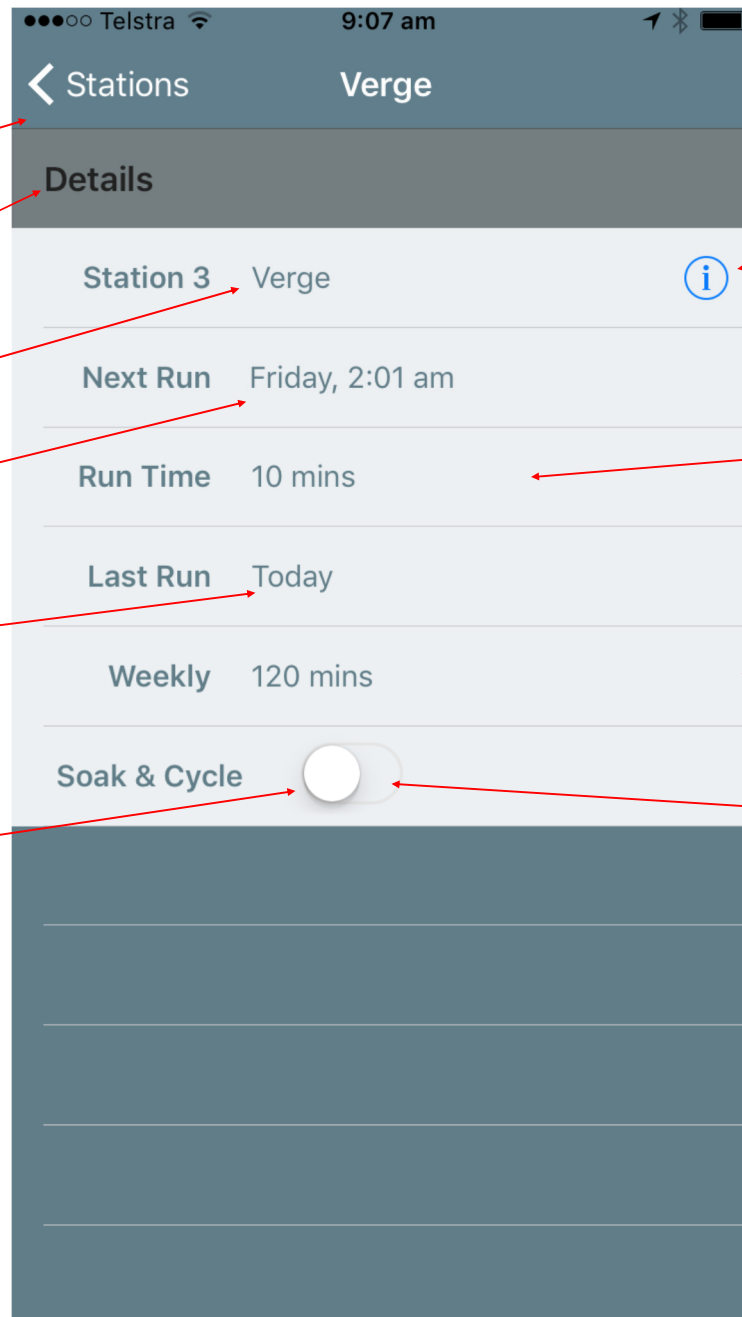 Telstra 9:07 am
Stations Verge
Details
Station 3 Verge i
Next Run Friday, 2:01 am
Run Time 10 mins
Last Run Today
Weekly 120 mins
Soak & Cycle